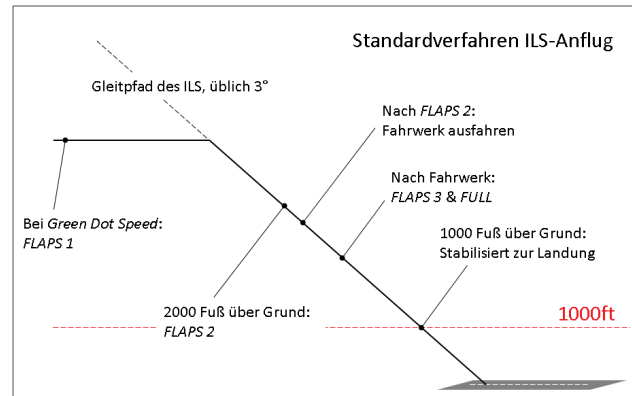 Standardverfahren ILS-Anflug
Gleitpfad des ILS, üblich 3°
Nach FLAPS 2:
Fahrwerk ausfahren
Nach Fahrwerk:
FLAPS 3 & FULL
Bei Green Dot Speed:
FLAPS 1
1000 Fuß über Grund:
Stabilisiert zur Landung
2000 Fuß über Grund:
FLAPS 2
1000ft